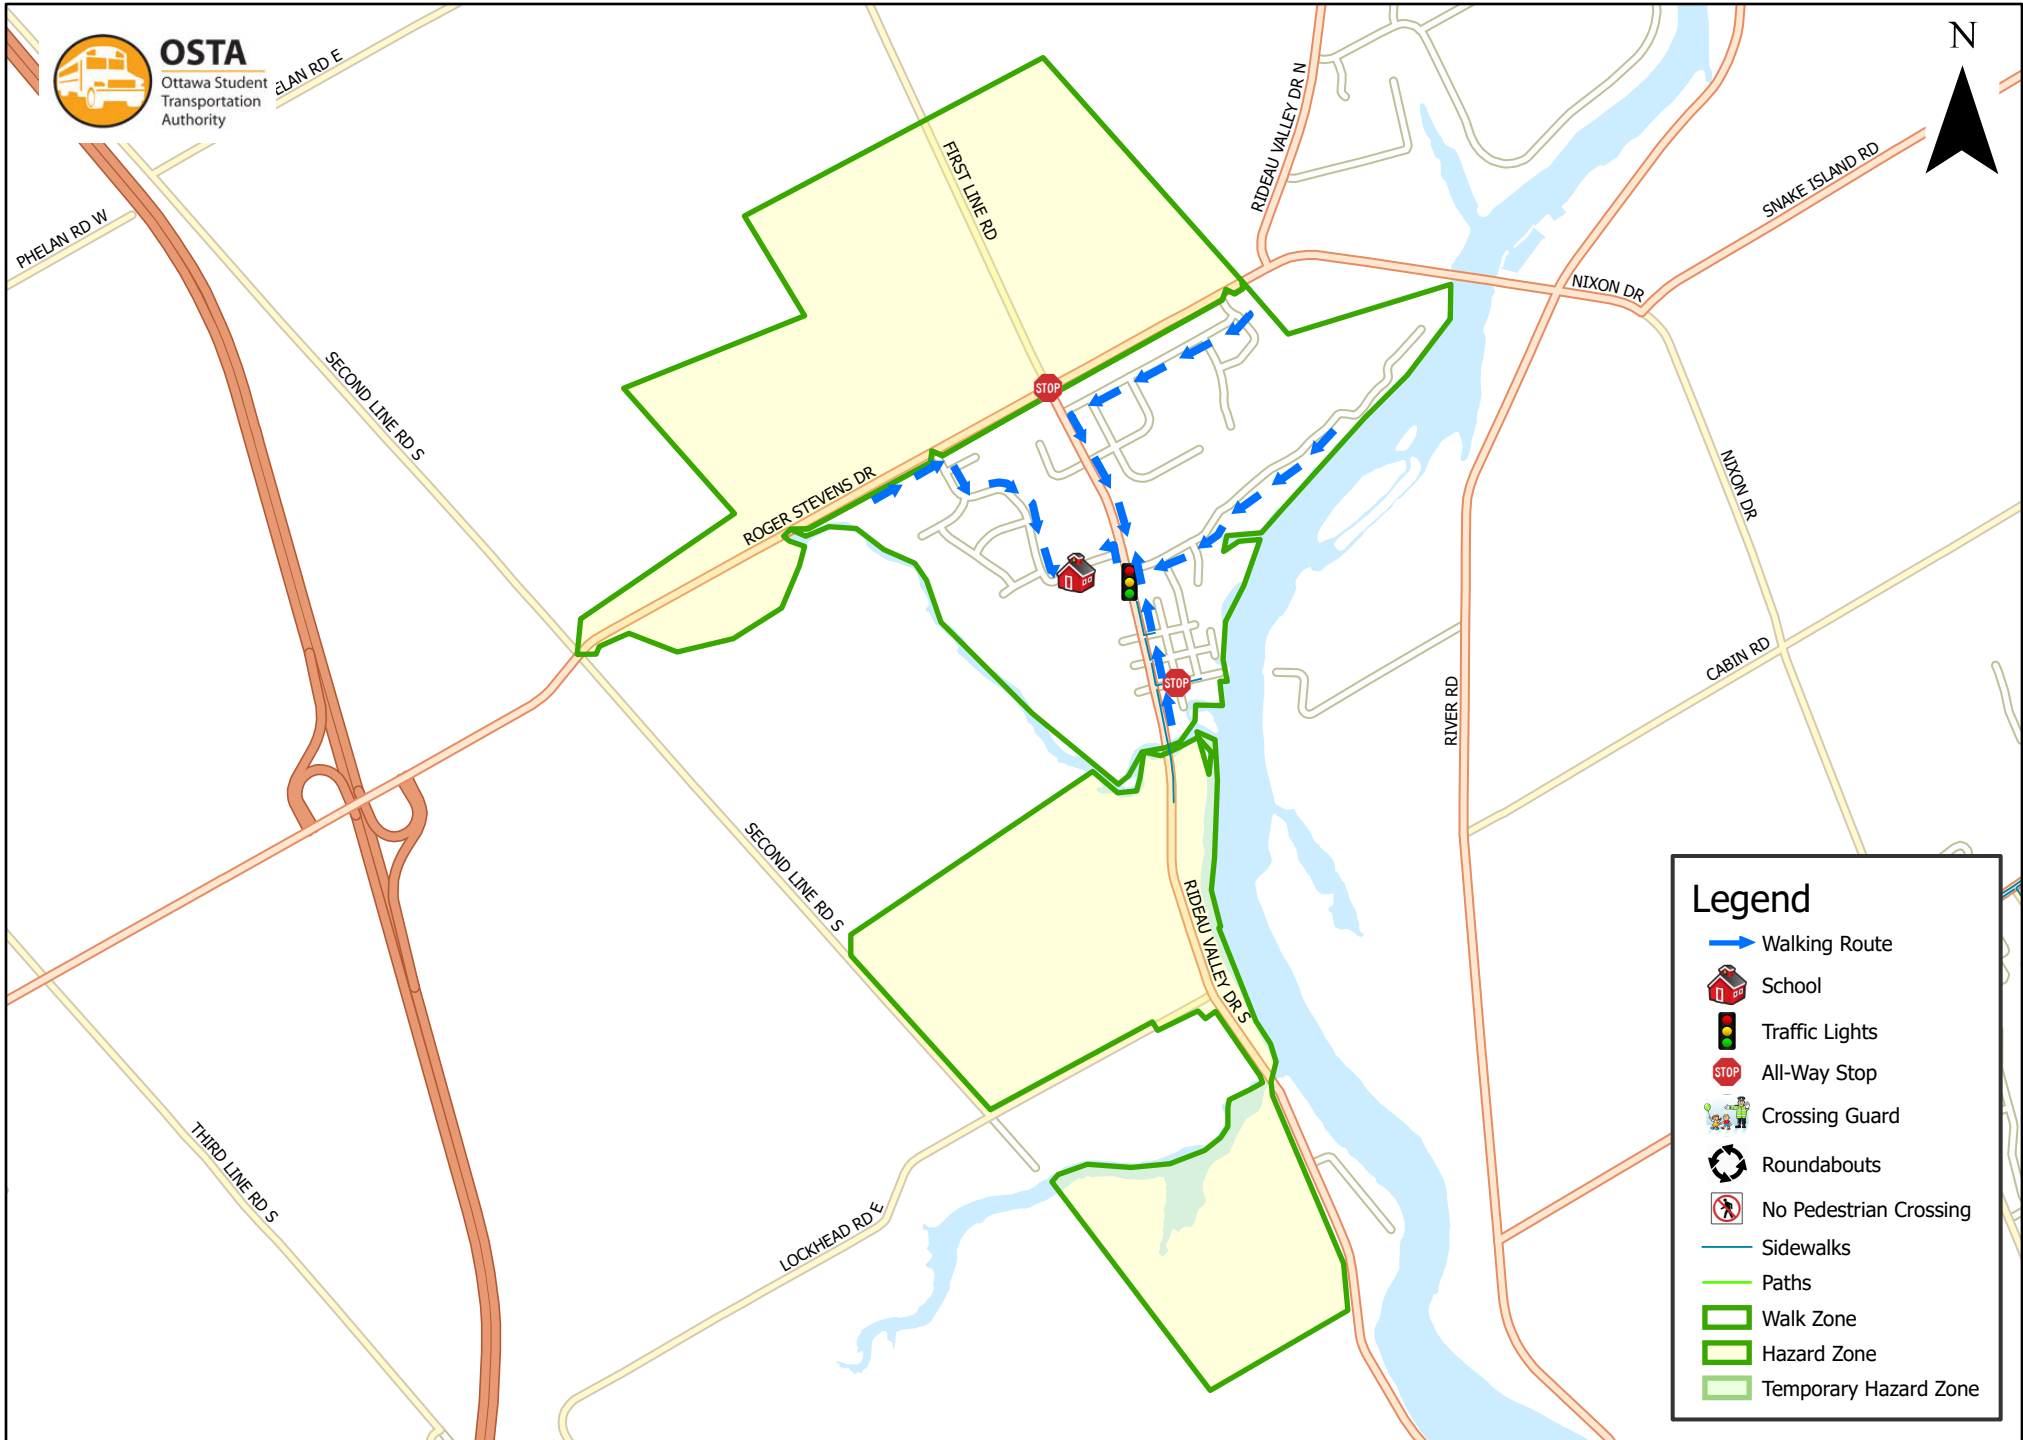 OSTA
Ottawa Student
Transportation
Authority
ELAN RD E
PHELAN RD W
FIRST LINE RD
RIDEAU VALLEY DR N
N
SNAKE ISLAND RD
NIXON DR
SECOND LINE RD S
STOP
ROGER STEVENS DR
NIXON DR
STOP
CABIN RD
RIVER RD
SECOND LINE RD S
RIDEAU VALLEY DR S
THIRD LINE RD S
LOCKHEAD RD E
Legend
Walking Route
School
Traffic Lights
STOP
All-Way Stop
Crossing Guard
Roundabouts
No Pedestrian Crossing
Sidewalks
Paths
Walk Zone
Hazard Zone
Temporary Hazard Zone